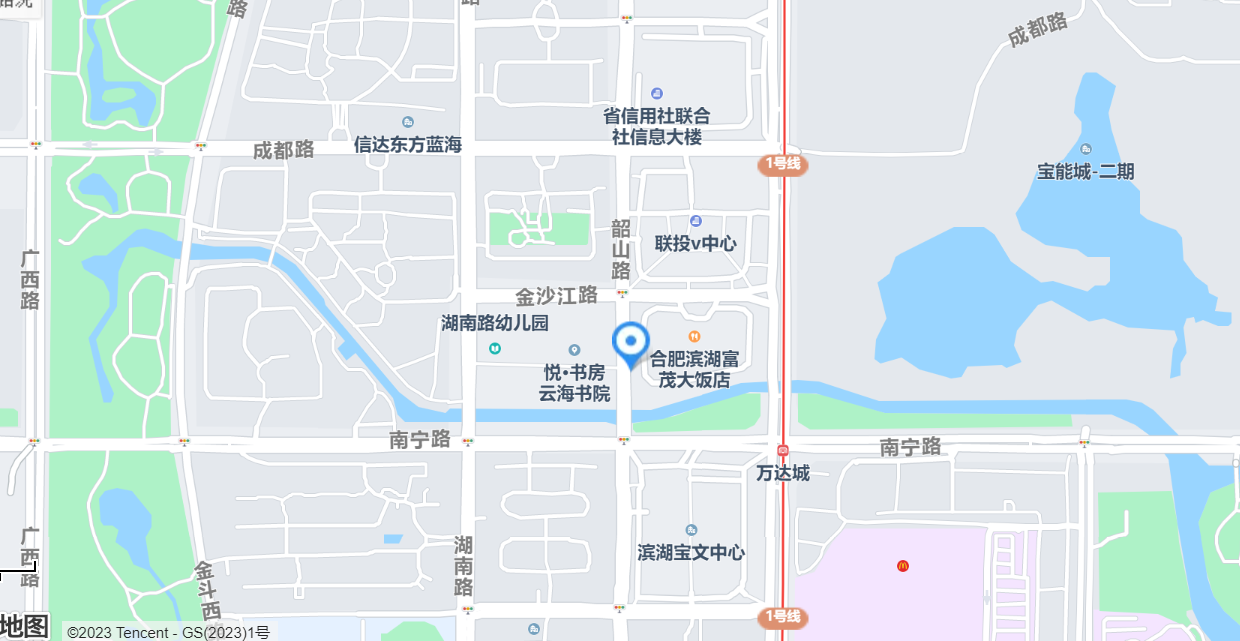 路
路
成都路
省信用社联合
社信息大楼
成都路
信达东方蓝海
1号线
宝能城-二期
韶山路
联投v中心
广西路
金沙江路
湖南路幼儿园
悦•书房
云海书院
合肥滨湖富
茂大饭店
南宁路
南宁路
万达城
滨湖宝文中心
广西路
湖南路
金斗西
1号线
地图
©2023 Tencent - GS(2023)1号